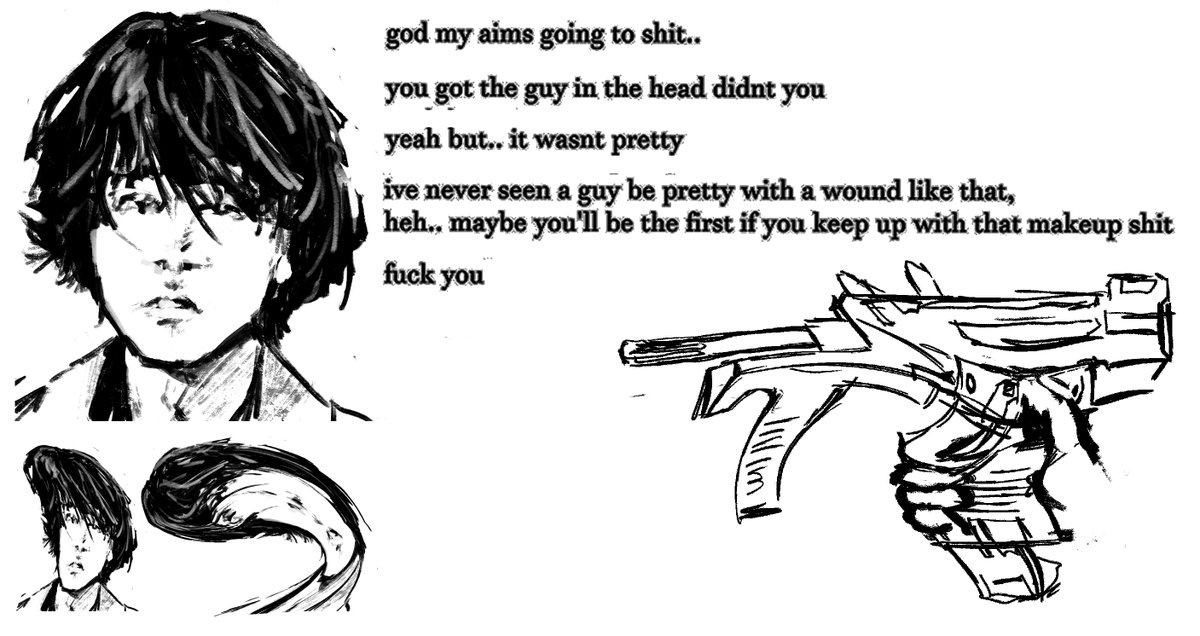 god my aims going to shit..
you got the guy in the head didnt you
yeah but.. it wasnt pretty
ive never seen a guy be pretty with a wound like that,
heh.. maybe you'll be the first if you keep up with that makeup shit
fuck you